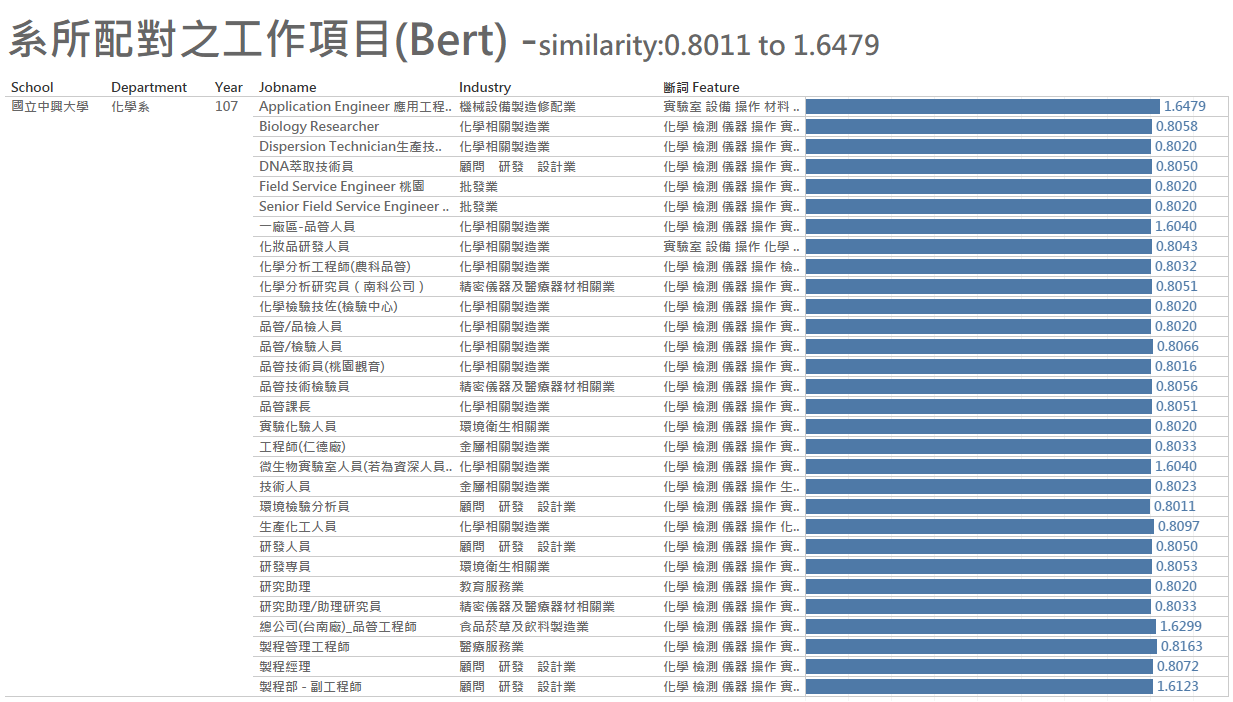 系所配對之工作項目(Bert) -similarity:0.8011 to 1.6479
School Department Year Jobname Industry 斷詞 Feature
國立中興大學 化學系 107 Application Engineer 應用工程.. 機械設備製造修配業 實驗室 設備 操作 材料 .. 1.6479
Biology Researcher 化學相關製造業 化學 檢測 儀器 操作 實.. 0.8058
Dispersion Technician生產技.. 化學相關製造業 化學 檢測 儀器 操作 實.. 0.8020
DNA萃取技術員 顧問 研發 設計業 化學 檢測 儀器 操作 實.. 0.8050
Field Service Engineer 桃園 批發業 化學 檢測 儀器 操作 實.. 0.8020
Senior Field Service Engineer .. 批發業 化學 檢測 儀器 操作 實.. 0.8020
一廠區-品管人員 化學相關製造業 化學 檢測 儀器 操作 實.. 1.6040
化妝品研發人員 化學相關製造業 實驗室 設備 操作 化學 .. 0.8043
化學分析工程師(農科品管) 化學相關製造業 化學 檢測 儀器 操作 檢.. 0.8032
化學分析研究員 ( 南科公司 ) 精密儀器及醫療器材相關業 化學 檢測 儀器 操作 實.. 0.8051
化學檢驗技佐(檢驗中心) 化學相關製造業 化學 檢測 儀器 操作 實.. 0.8020
品管/品檢人員 化學相關製造業 化學 檢測 儀器 操作 實.. 0.8020
品管/檢驗人員 化學相關製造業 化學 檢測 儀器 操作 實.. 0.8066
品管技術員(桃園觀音) 化學相關製造業 化學 檢測 儀器 操作 實.. 0.8016
品管技術檢驗員 精密儀器及醫療器材相關業 化學 檢測 儀器 操作 實.. 0.8056
品管課長 化學相關製造業 化學 檢測 儀器 操作 實.. 0.8051
實驗化驗人員 環境衛生相關業 化學 檢測 儀器 操作 實.. 0.8020
工程師(仁德廠) 金屬相關製造業 化學 檢測 儀器 操作 實.. 0.8033
微生物實驗室人員(若為資深人員.. 化學相關製造業 化學 檢測 儀器 操作 實.. 1.6040
技術人員 金屬相關製造業 化學 檢測 儀器 操作 生.. 0.8023
環境檢驗分析員 顧問 研發 設計業 化學 檢測 儀器 操作 實.. 0.8011
生產化工人員 化學相關製造業 化學 檢測 儀器 操作 化.. 0.8097
研發人員 顧問 研發 設計業 化學 檢測 儀器 操作 實.. 0.8050
研發專員 環境衛生相關業 化學 檢測 儀器 操作 實.. 0.8053
研究助理 教育服務業 化學 檢測 儀器 操作 實.. 0.8020
研究助理/助理研究員 精密儀器及醫療器材相關業 化學 檢測 儀器 操作 實.. 0.8033
總公司(台南廠)_品管工程師 食品菸草及飲料製造業 化學 檢測 儀器 操作 實.. 1.6299
製程管理工程師 醫療服務業 化學 檢測 儀器 操作 實.. 0.8163
製程經理 顧問 研發 設計業 化學 檢測 儀器 操作 實.. 0.8072
製程部 - 副工程師 顧問 研發 設計業 化學 檢測 儀器 操作 實.. 1.6123